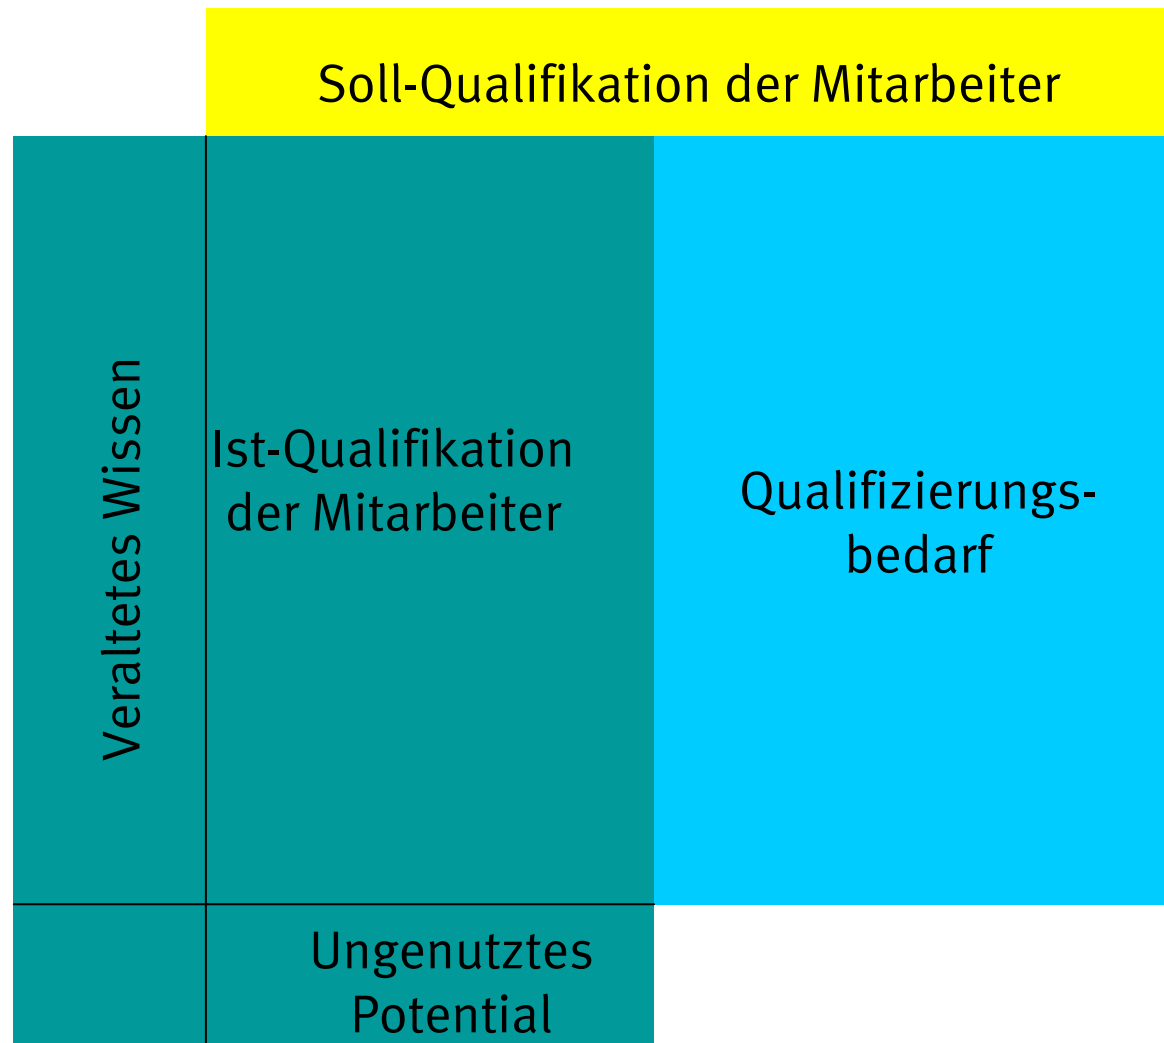 Soll-Qualifikation der Mitarbeiter
Veraltetes Wissen
Ist-Qualifikation
der Mitarbeiter
Qualifizierungs-
bedarf
Ungenutztes
Potential